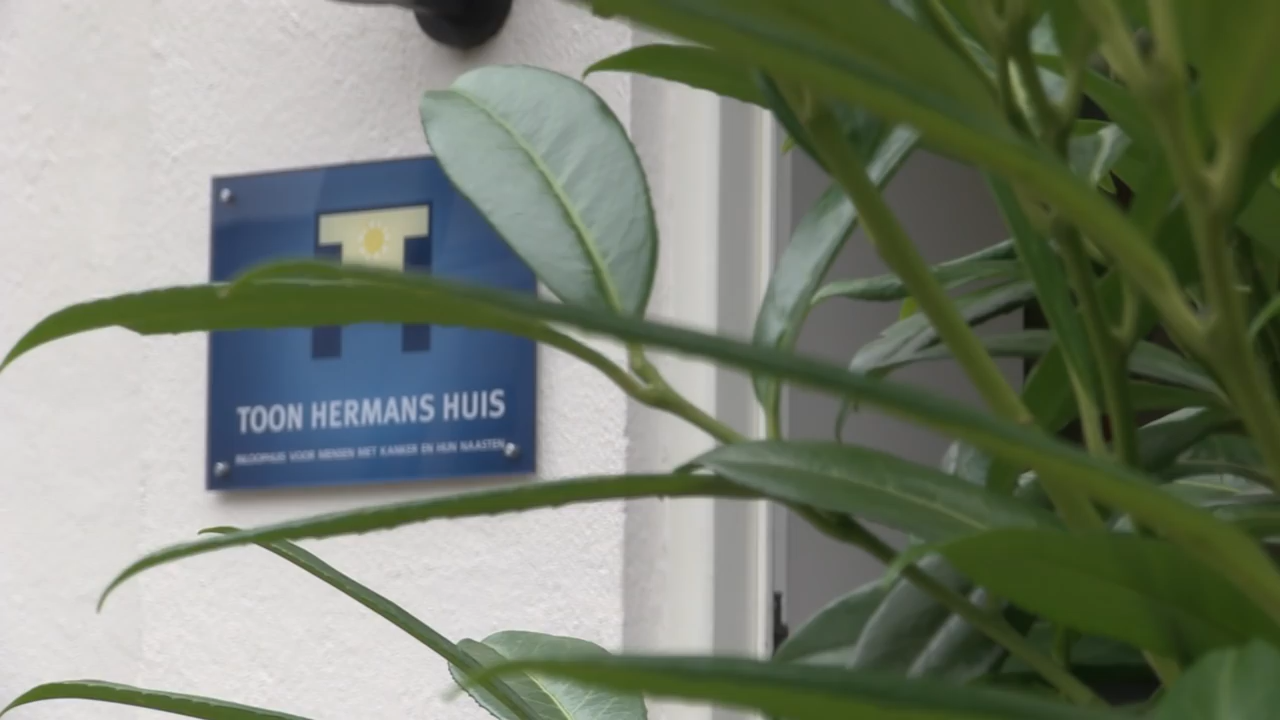 TOON HERMANS HUIS
INLOOPHUIS VOOR MENSEN MET KANKER EN HUN NAASTEN